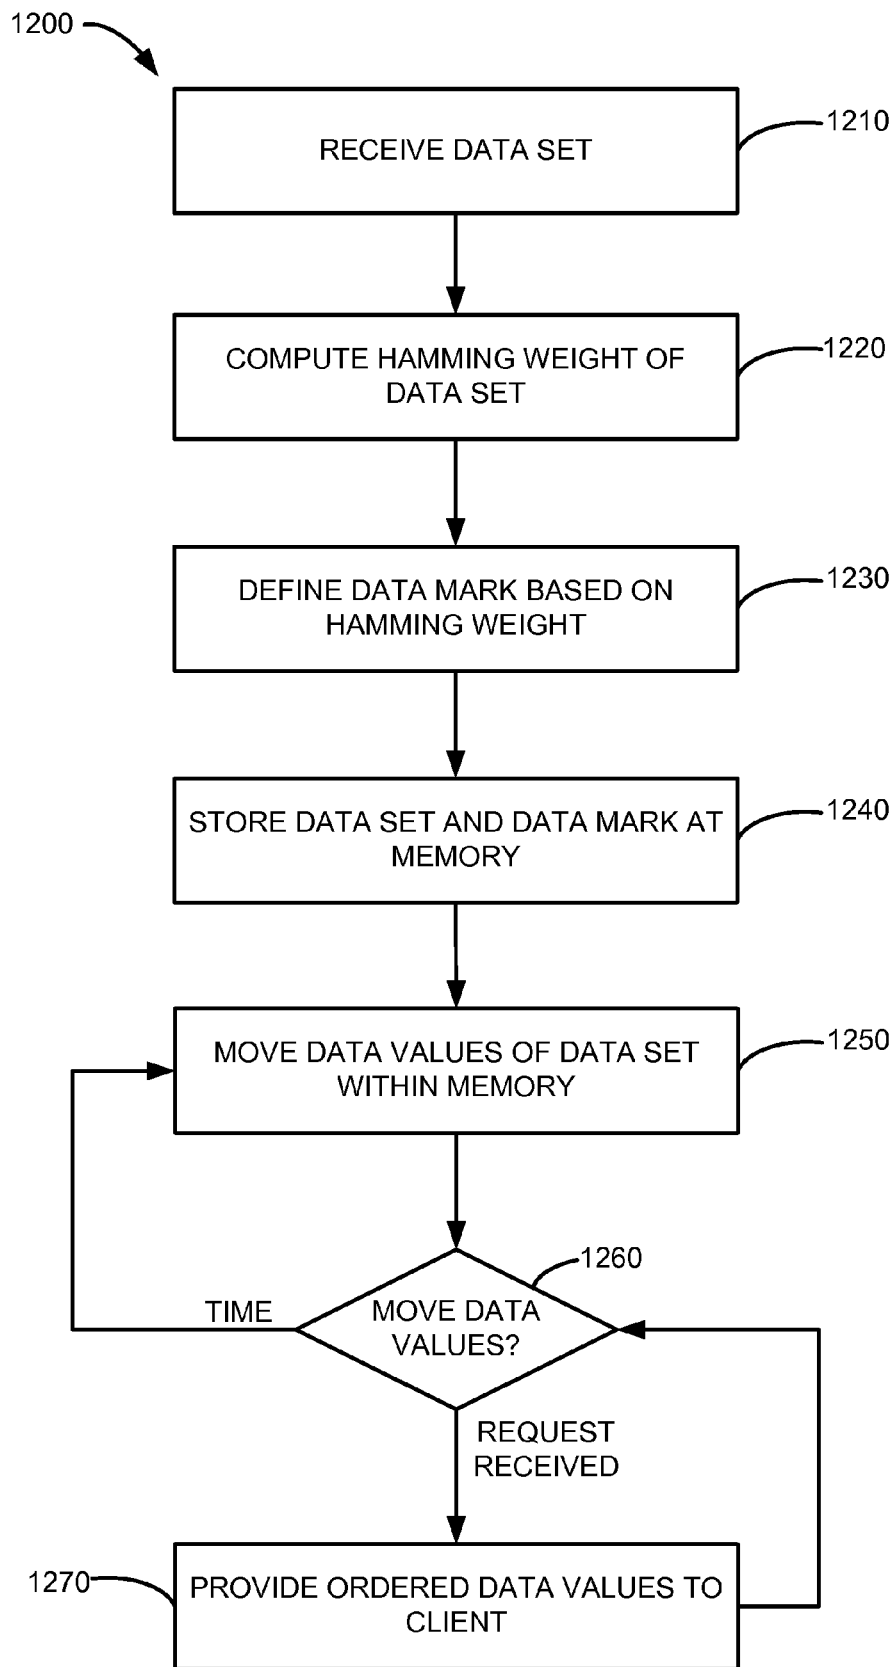 1200
RECEIVE DATA SET
1210
COMPUTE HAMMING WEIGHT OF
DATA SET
1220
DEFINE DATA MARK BASED ON
HAMMING WEIGHT
1230
STORE DATA SET AND DATA MARK AT
MEMORY
1240
MOVE DATA VALUES OF DATA SET
WITHIN MEMORY
1250
1260
TIME
MOVE DATA
VALUES?
REQUEST
RECEIVED
1270
PROVIDE ORDERED DATA VALUES TO
CLIENT